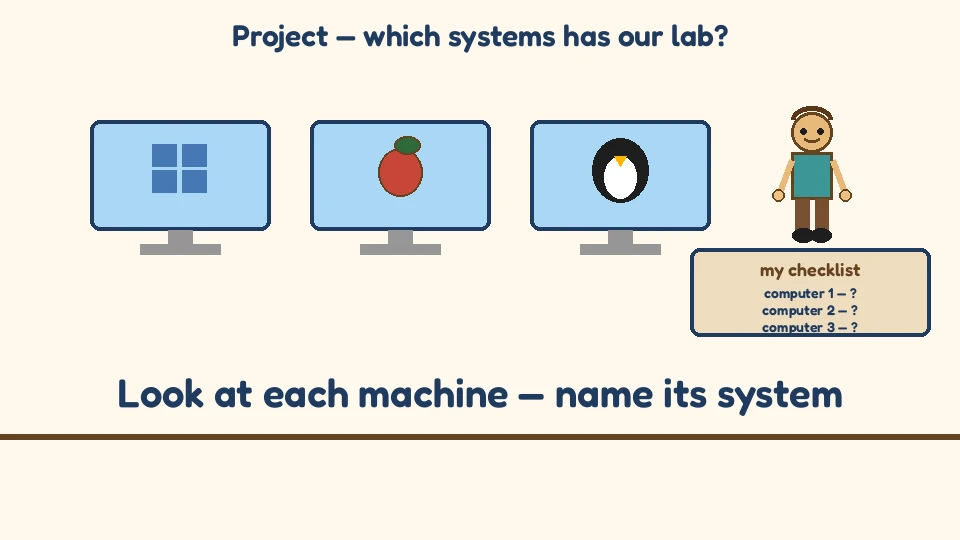 Project – which systems has our lab?
my checklist
computer 1 – ?
computer 2 – ?
computer 3 – ?
Look at each machine – name its system